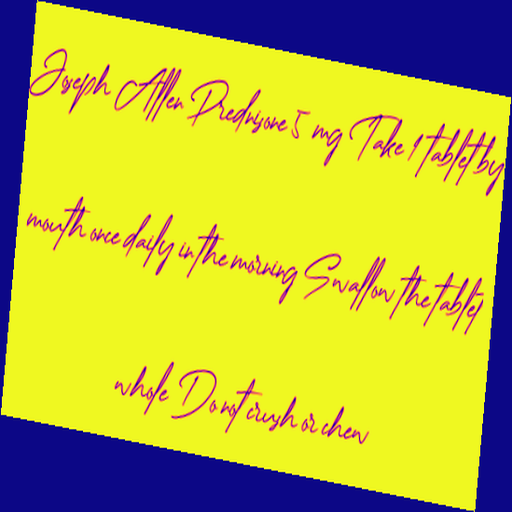 Joseph Allen Prednisone 5 mg Take 1 tablet by
mouth once daily in the morning Swallow the tablet
whole Do not crush or chew